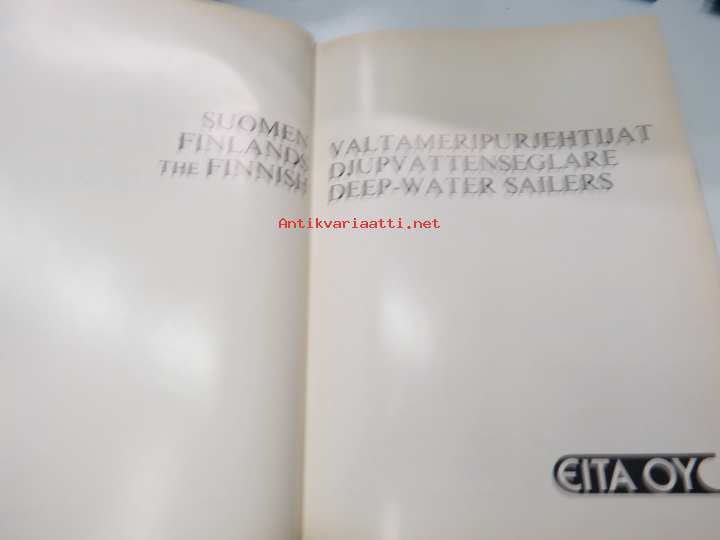 SUOMEN VALTAMERIPURJEHTIJAT
FINLANDS DJUPVATTENSEGLARE
THE FINNISH DEEP-WATER SAILERS
Antikvariaatti.net
EITA OY